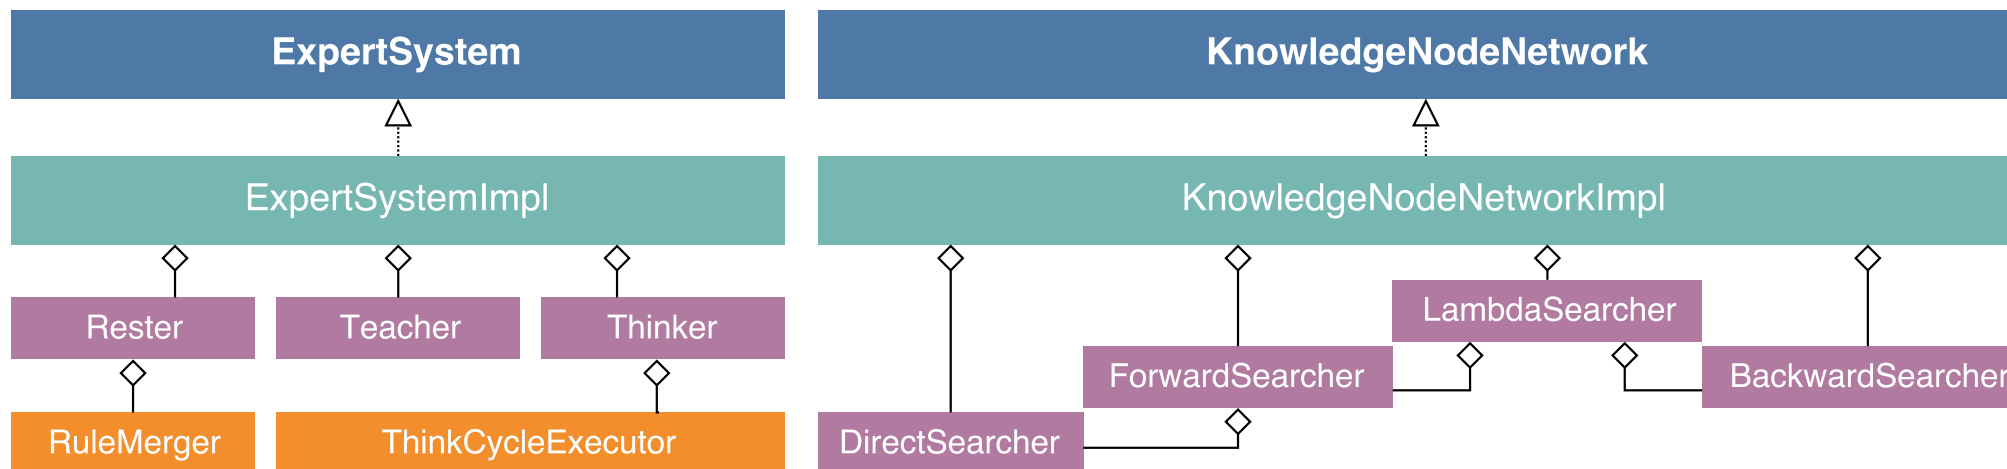 ExpertSystem
KnowledgeNodeNetwork
ExpertSystemImpl
KnowledgeNodeNetworkImpl
Rester
Teacher
Thinker
LambdaSearcher
ForwardSearcher
BackwardSearcher
RuleMerger
ThinkCycleExecutor
DirectSearcher